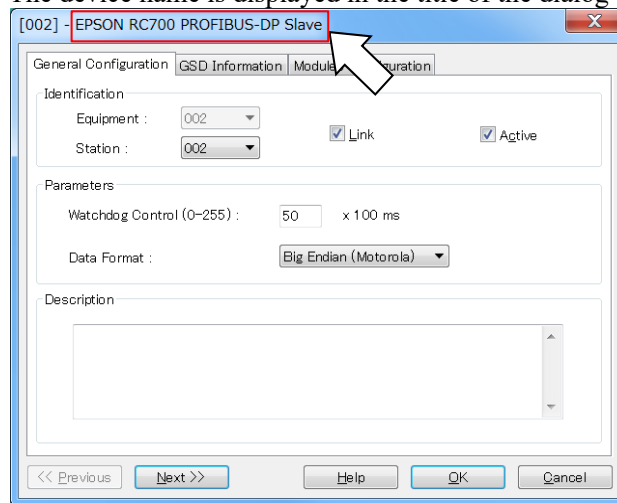 The device name is displayed in the title of the dialog
[002] - EPSON RC700 PROFIBUS-DP Slave
General Configuration GSD Information Module Configuration
Identification
Equipment : 002
Link Active
Station : 002
Parameters
Watchdog Control (0-255) : 50 x 100 ms
Data Format : Big Endian (Motorola)
Description
<< Previous Next >> Help OK Cancel